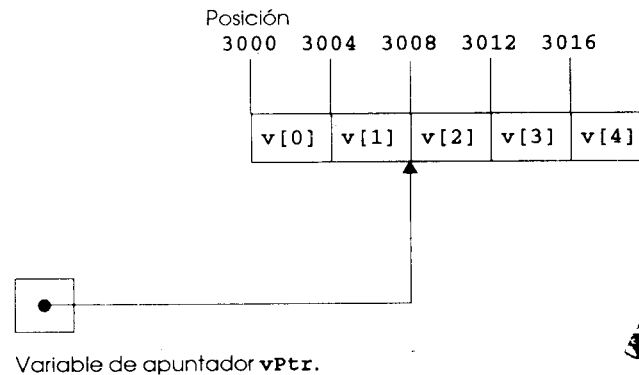 Posición
3000 3004 3008 3012 3016
v[0] v[1] v[2] v[3] v[4]
Variable de apuntador vPtr.